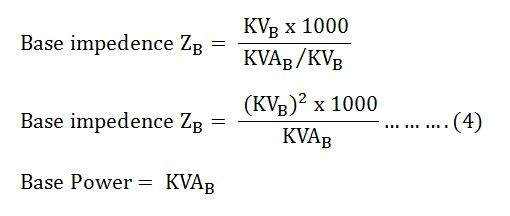 Base impedence Z_B = KV_B x 1000 / KVA_B/KV_B
Base impedence Z_B = (KV_B)² x 1000 / KVA_B ... ... ... . (4)
Base Power = KVA_B